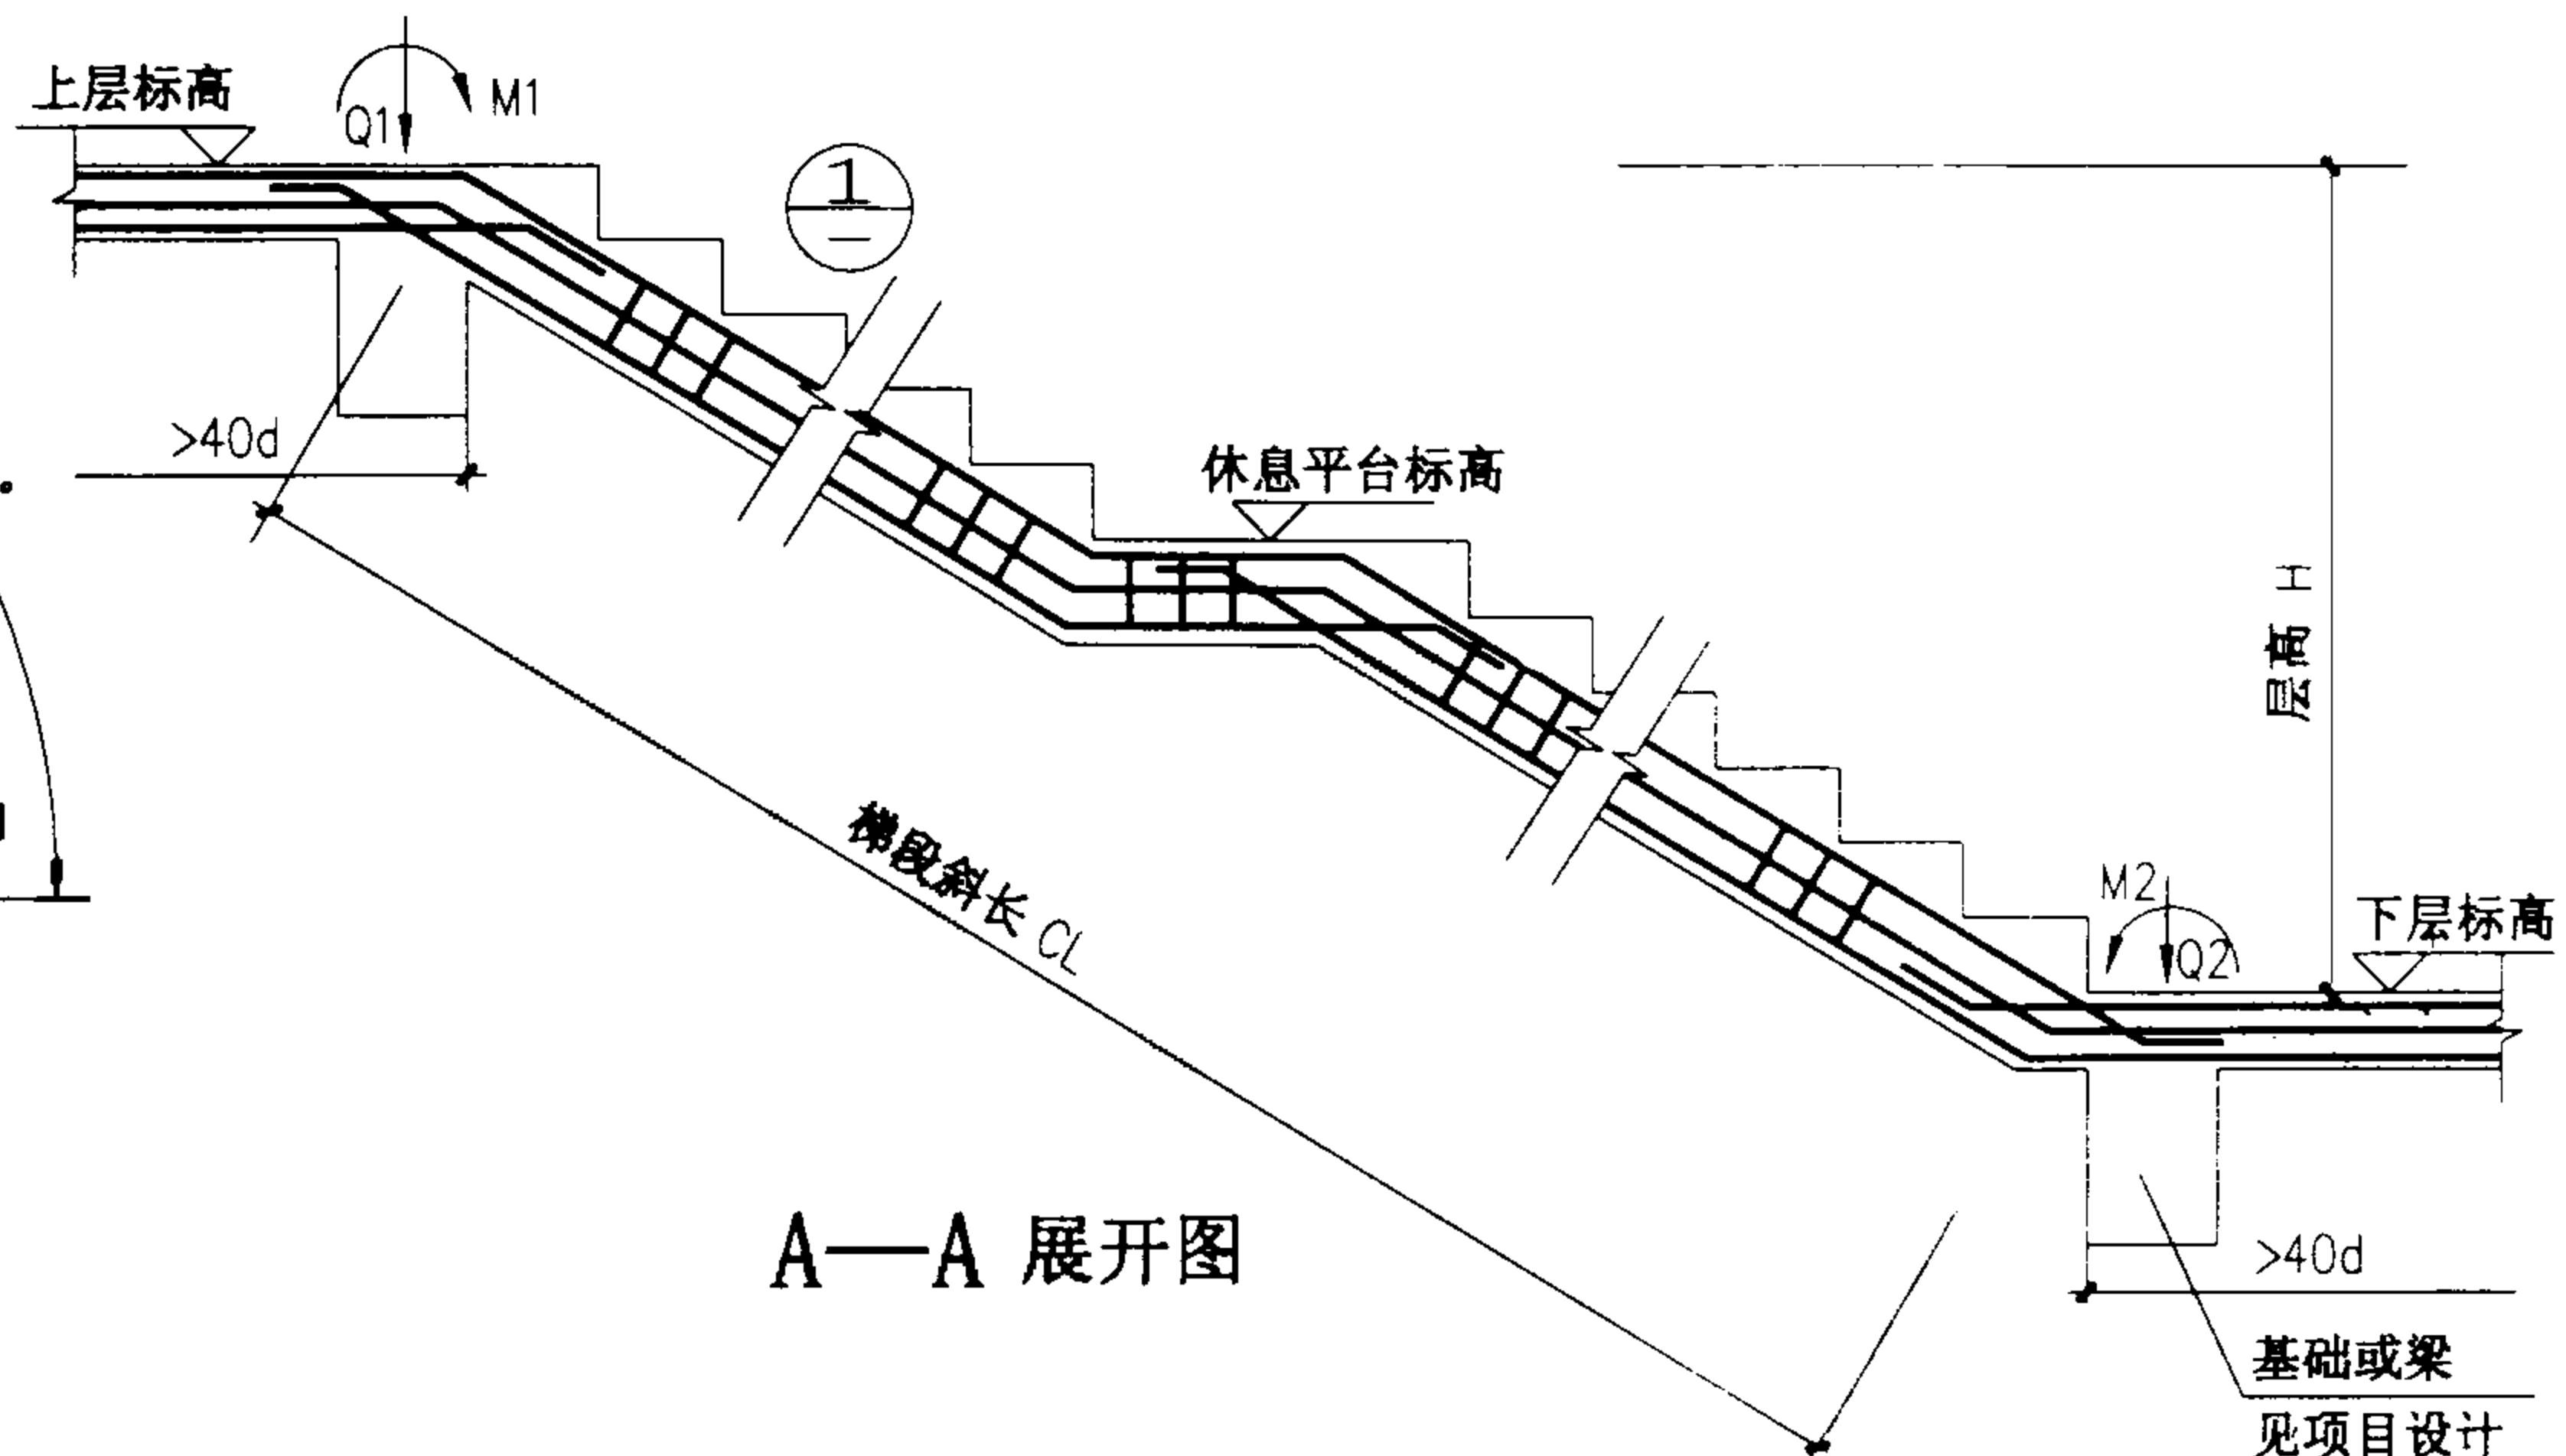 上层标高
M1
Q1
1
—
>40d
休息平台标高
层高 H
梯段斜长 CL
M2
Q2
下层标高
A—A 展开图
>40d
基础或梁
见项目设计